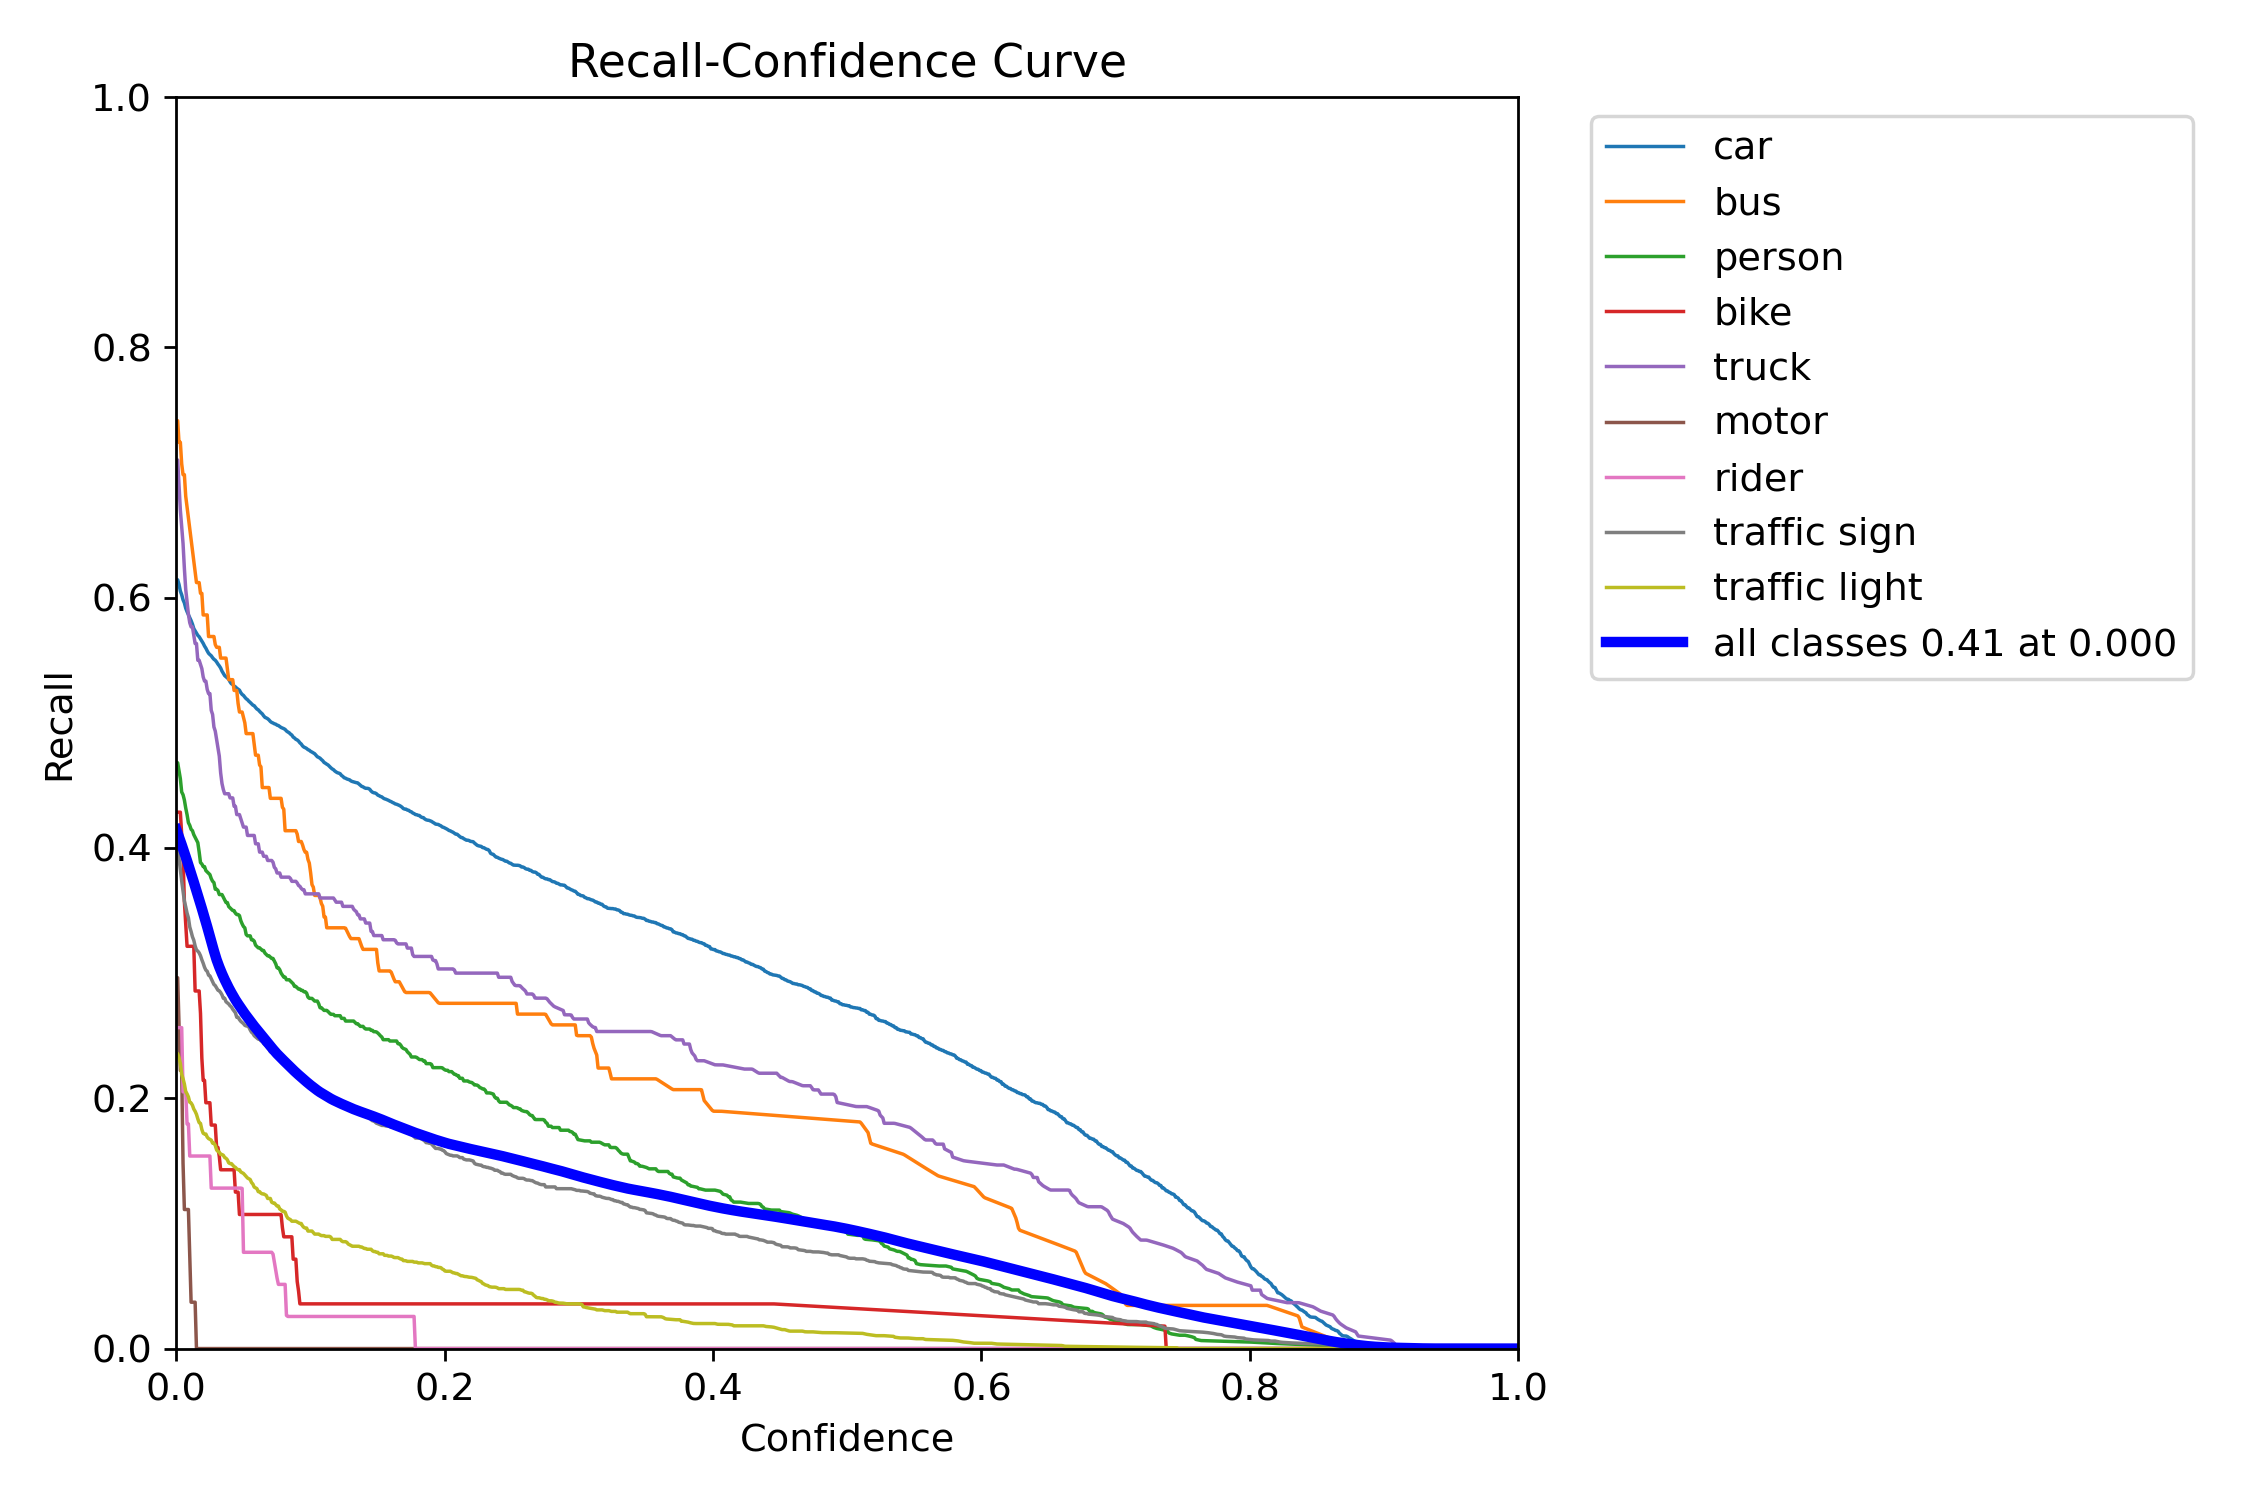 Recall-Confidence Curve
1.0
0.8
0.6
0.4
0.2
0.0
Recall
0.0 0.2 0.4 0.6 0.8 1.0
Confidence
car
bus
person
bike
truck
motor
rider
traffic sign
traffic light
all classes 0.41 at 0.000